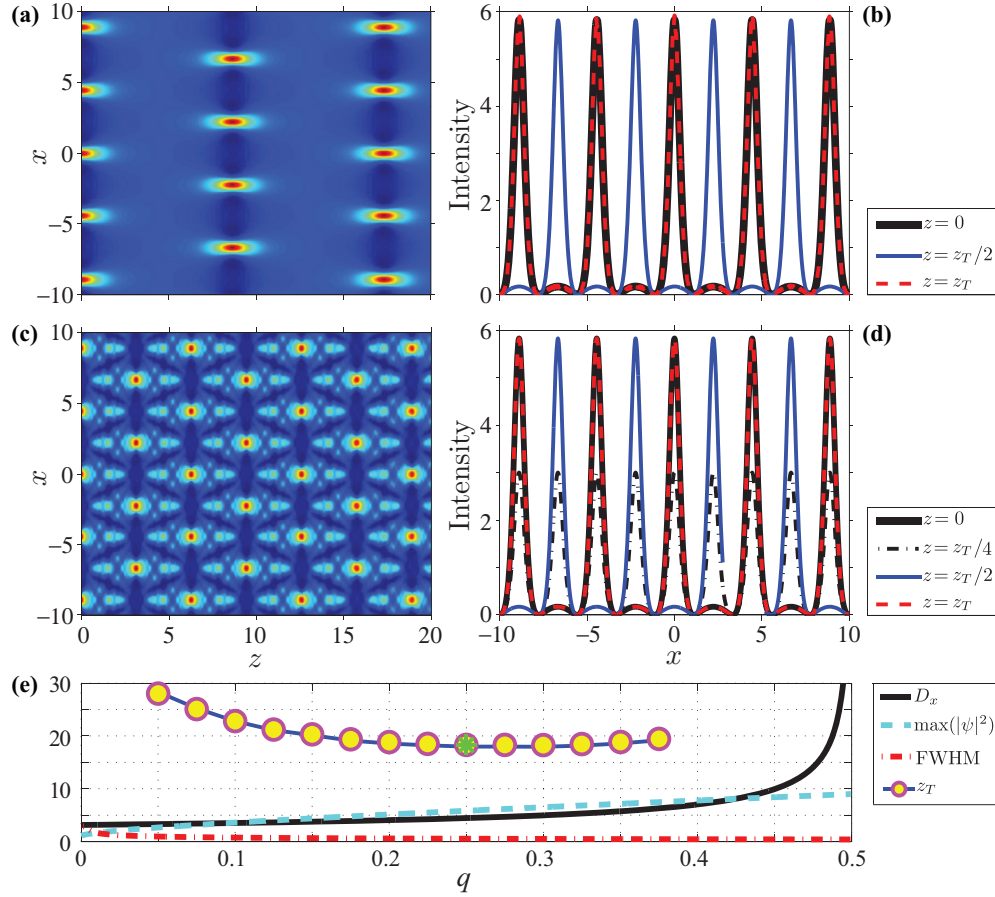 (a)
10
5
0
−5
−10
x
(b)
6
4
2
0
Intensity
z = 0
z = z_T/2
z = z_T
(c)
10
5
0
−5
−10
x
0
5
10
15
20
z
(d)
6
4
2
0
Intensity
−10
−5
0
5
10
x
z = 0
z = z_T/4
z = z_T/2
z = z_T
(e)
30
20
10
0
0
0.1
0.2
0.3
0.4
0.5
q
D_x
max(|ψ|²)
FWHM
z_T